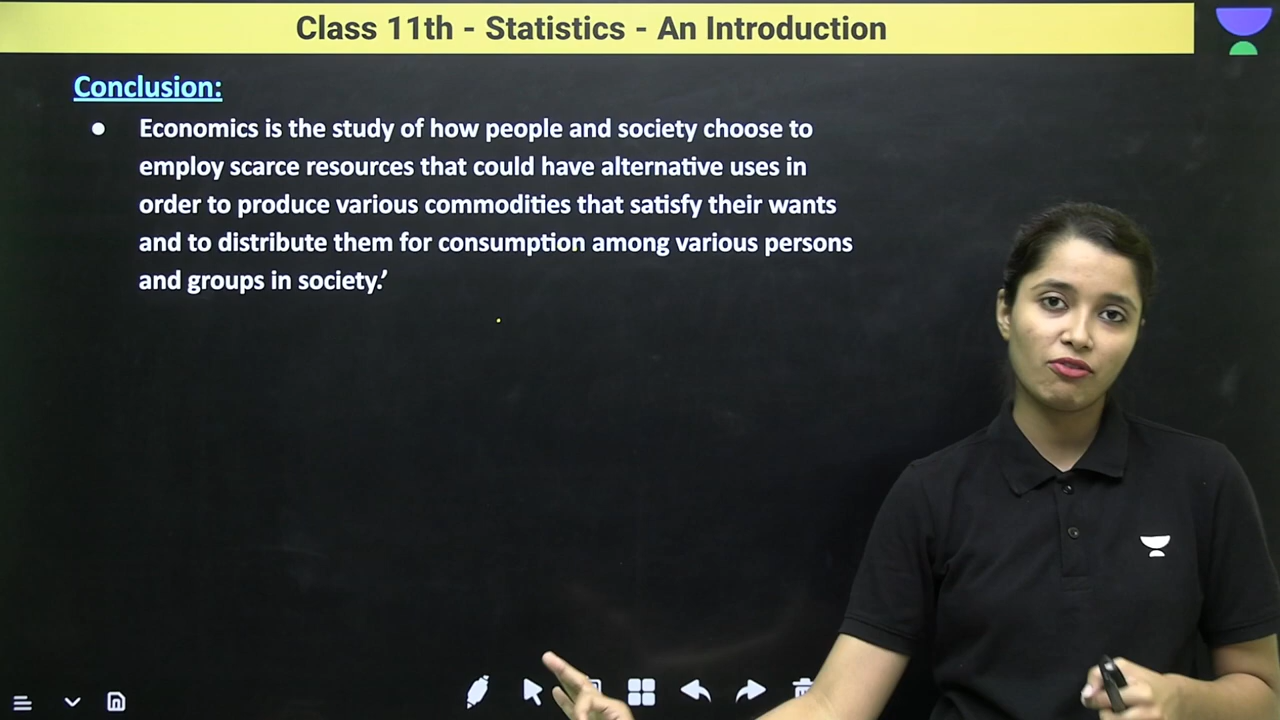 Class 11th - Statistics - An Introduction
Conclusion:
● Economics is the study of how people and society choose to
employ scarce resources that could have alternative uses in
order to produce various commodities that satisfy their wants
and to distribute them for consumption among various persons
and groups in society.’